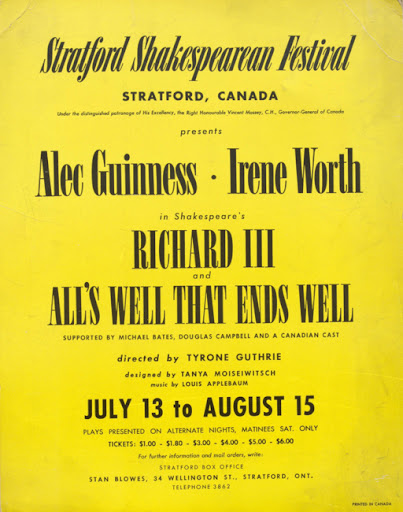 Stratford Shakespearean Festival
STRATFORD, CANADA
Under the distinguished patronage of His Excellency, the Right Honourable Vincent Massey, C.H., Governor-General of Canada
presents
Alec Guinness · Irene Worth
in Shakespeare's
RICHARD III
and
ALL'S WELL THAT ENDS WELL
SUPPORTED BY MICHAEL BATES, DOUGLAS CAMPBELL AND A CANADIAN CAST
directed by TYRONE GUTHRIE
designed by TANYA MOISEIWITSCH
music by LOUIS APPLEBAUM
JULY 13 to AUGUST 15
PLAYS PRESENTED ON ALTERNATE NIGHTS, MATINEES SAT. ONLY
TICKETS: $1.00 - $1.80 - $3.00 - $4.00 - $5.00 - $6.00
For further information and mail orders, write:
STRATFORD BOX OFFICE
STAN BLOWES, 34 WELLINGTON ST., STRATFORD, ONT.
TELEPHONE 3862
PRINTED IN CANADA